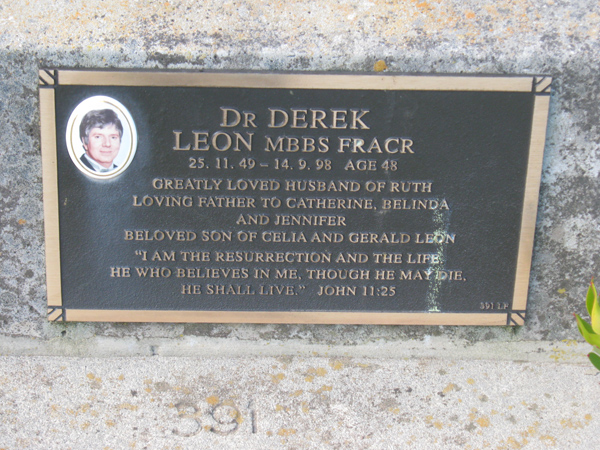 Dr DEREK
LEON MBBS FRACR
25. 11. 49 – 14. 9. 98 AGE 48
GREATLY LOVED HUSBAND OF RUTH
LOVING FATHER TO CATHERINE, BELINDA
AND JENNIFER
BELOVED SON OF CELIA AND GERALD LEON
"I AM THE RESURRECTION AND THE LIFE.
HE WHO BELIEVES IN ME, THOUGH HE MAY DIE,
HE SHALL LIVE." JOHN 11:25
391 LP
391